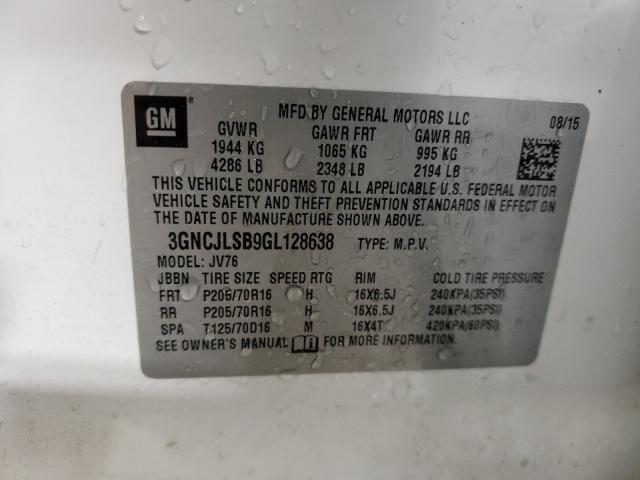 GM ®
MFD BY GENERAL MOTORS LLC 08/15
GVWR GAWR FRT GAWR RR
1944 KG 1065 KG 995 KG
4286 LB 2348 LB 2194 LB
THIS VEHICLE CONFORMS TO ALL APPLICABLE U.S. FEDERAL MOTOR
VEHICLE SAFETY AND THEFT PREVENTION STANDARDS IN EFFECT ON
THE DATE OF MANUFACTURE SHOWN ABOVE.
3GNCJLSB9GL128638 TYPE: M.P.V.
MODEL: JV76
JBBN TIRE SIZE SPEED RTG RIM COLD TIRE PRESSURE
FRT P205/70R16 H 16X6.5J 240KPA(35PSI)
RR P205/70R16 H 16X6.5J 240KPA(35PSI)
SPA T125/70D16 M 16X4T 420KPA(60PSI)
SEE OWNER'S MANUAL FOR MORE INFORMATION.